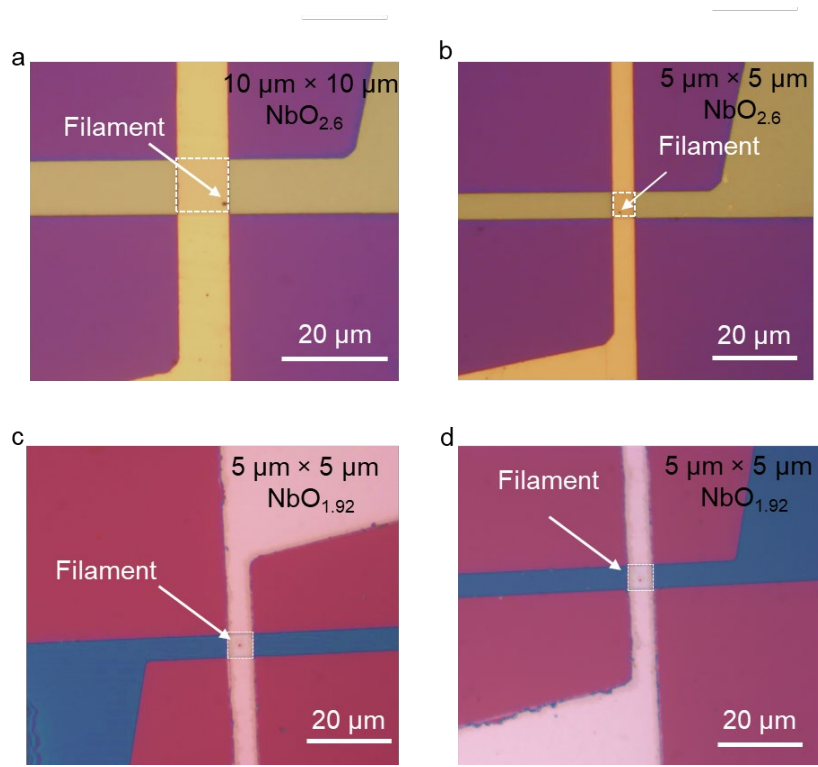 a
10 μm × 10 μm
NbO₂.₆
Filament
20 μm
b
5 μm × 5 μm
NbO₂.₆
Filament
20 μm
c
5 μm × 5 μm
NbO₁.₉₂
Filament
20 μm
d
5 μm × 5 μm
NbO₁.₉₂
Filament
20 μm